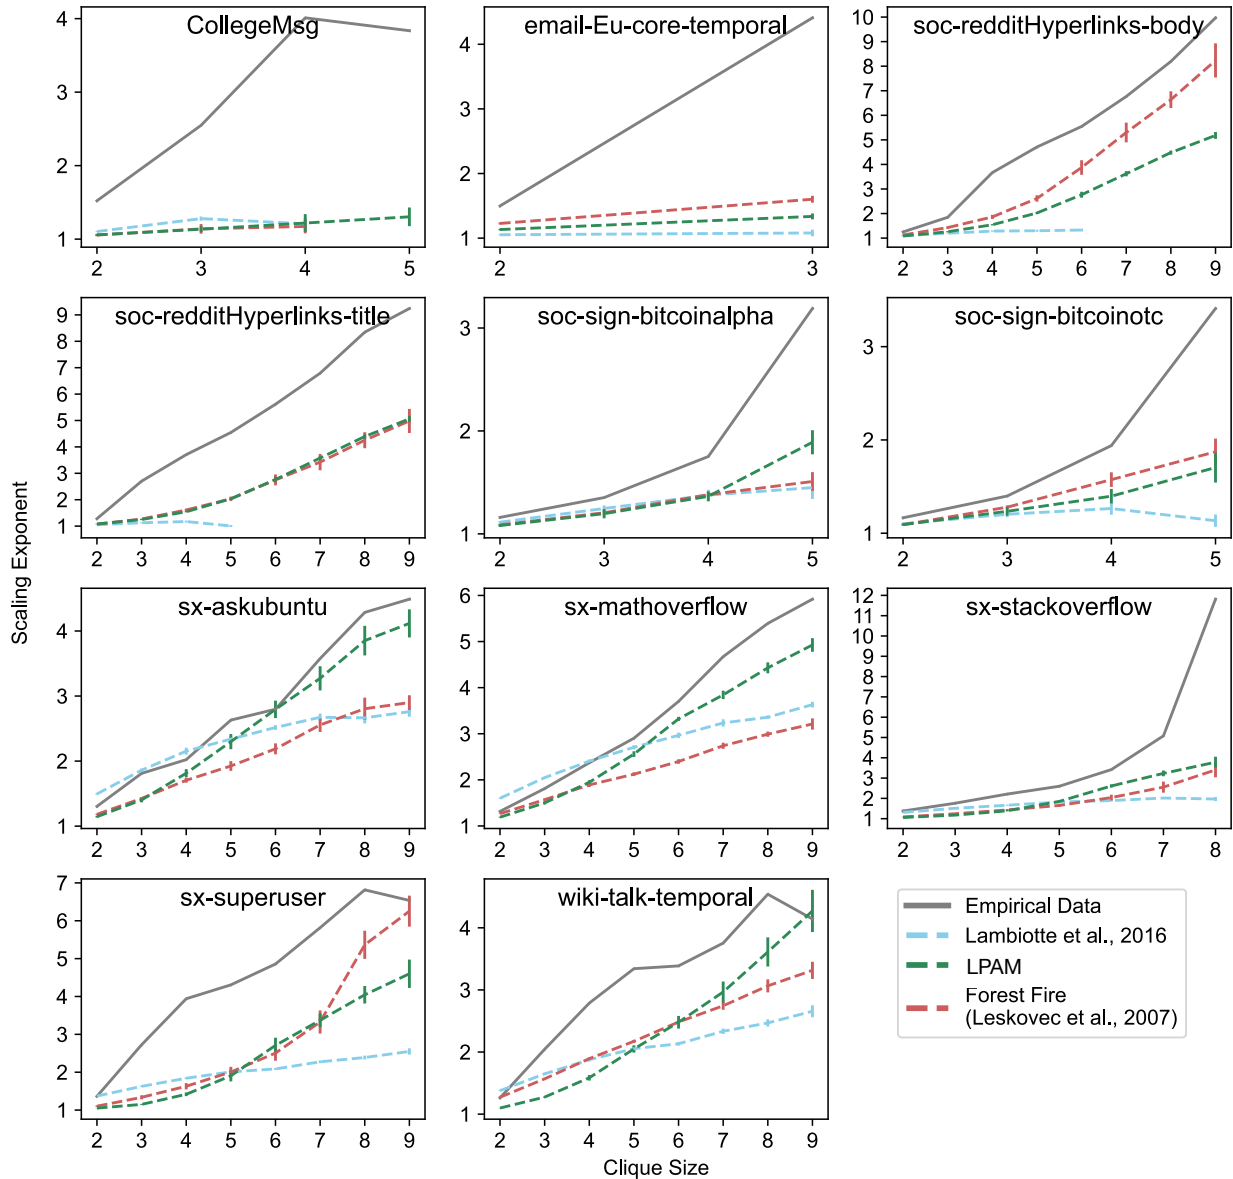 CollegeMsg
4
3
2
1
2 3 4 5
email-Eu-core-temporal
4
3
2
1
2 3
soc-redditHyperlinks-body
10
9
8
7
6
5
4
3
2
1
2 3 4 5 6 7 8 9
soc-redditHyperlinks-title
9
8
7
6
5
4
3
2
1
2 3 4 5 6 7 8 9
soc-sign-bitcoinalpha
3
2
2 3 4 5
soc-sign-bitcoinotc
3
2
1
2 3 4 5
Scaling Exponent
sx-askubuntu
4
3
2
1
2 3 4 5 6 7 8 9
sx-mathoverflow
6
5
4
3
2
1
2 3 4 5 6 7 8 9
sx-stackoverflow
12
11
10
9
8
7
6
5
4
3
2
1
2 3 4 5 6 7 8
sx-superuser
7
6
5
4
3
2
1
2 3 4 5 6 7 8 9
wiki-talk-temporal
4
3
2
1
2 3 4 5 6 7 8 9
Clique Size
Empirical Data
Lambiotte et al., 2016
LPAM
Forest Fire
(Leskovec et al., 2007)